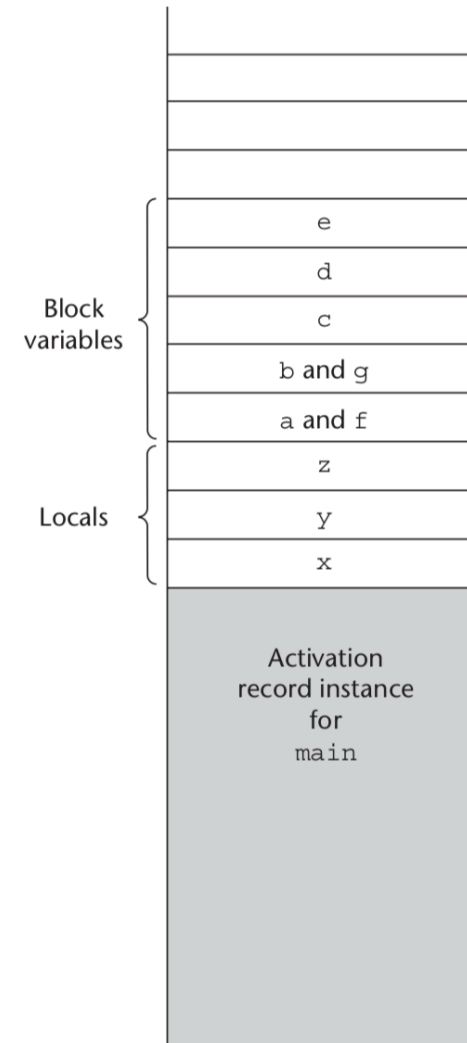 e
d
Block
variables
c
b and g
a and f
z
Locals
y
x
Activation
record instance
for
main